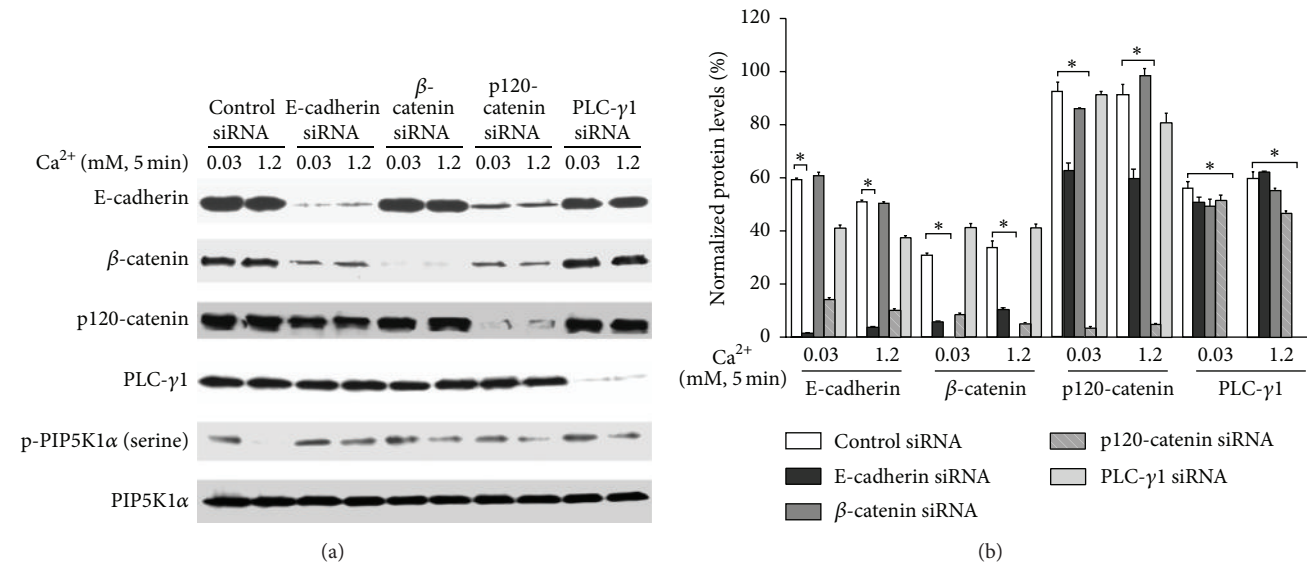 Control E-cadherin β-catenin p120-catenin PLC-γ1
siRNA siRNA siRNA siRNA siRNA
Ca²⁺ (mM, 5 min) 0.03 1.2 0.03 1.2 0.03 1.2 0.03 1.2 0.03 1.2
E-cadherin
β-catenin
p120-catenin
PLC-γ1
p-PIP5K1α (serine)
PIP5K1α
(a)
Normalized protein levels (%)
120
100
80
60
40
20
0
* * * * * * * *
Ca²⁺ 0.03 1.2 0.03 1.2 0.03 1.2 0.03 1.2
(mM, 5 min) E-cadherin β-catenin p120-catenin PLC-γ1
Control siRNA
E-cadherin siRNA
β-catenin siRNA
p120-catenin siRNA
PLC-γ1 siRNA
(b)